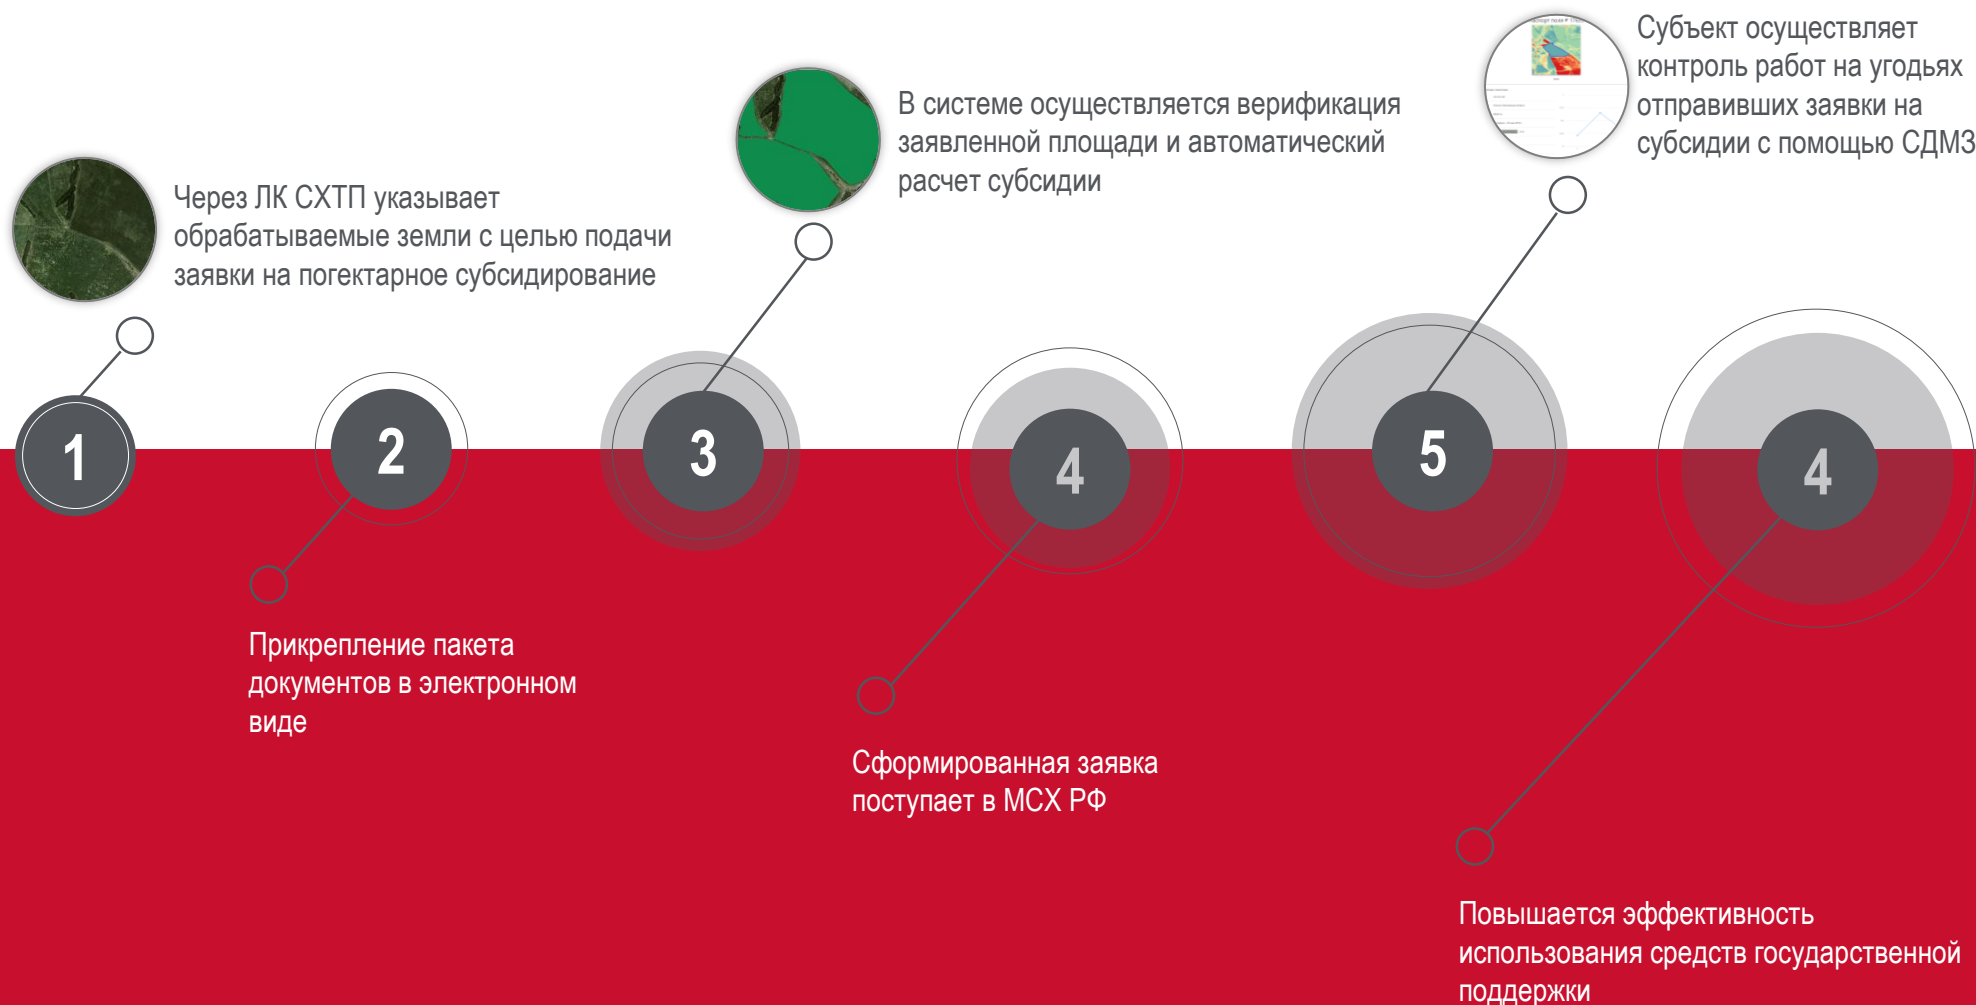 Через ЛК СХТП указывает
обрабатываемые земли с целью подачи
заявки на погектарное субсидирование
В системе осуществляется верификация
заявленной площади и автоматический
расчет субсидии
Субъект осуществляет
контроль работ на угодьях
отправивших заявки на
субсидии с помощью СДМЗ
1
2
3
4
5
4
Прикрепление пакета
документов в электронном
виде
Сформированная заявка
поступает в МСХ РФ
Повышается эффективность
использования средств государственной
поддержки